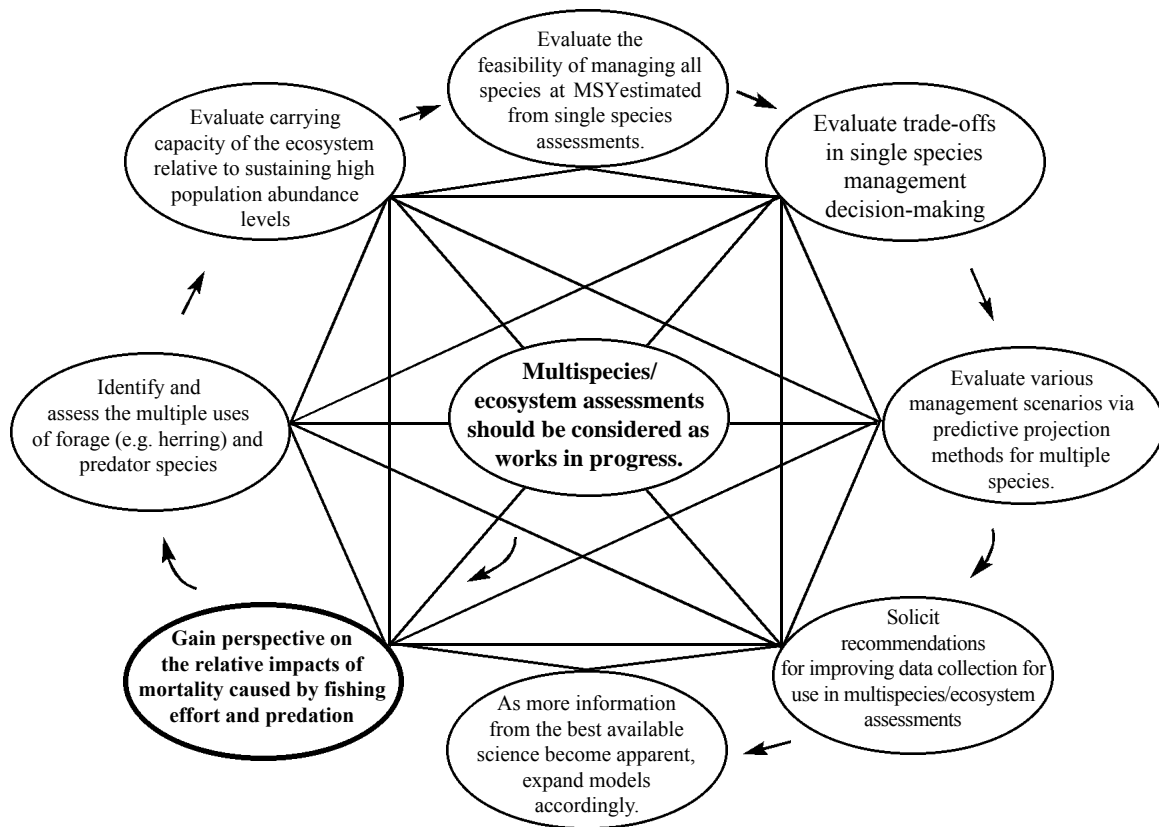 Evaluate the
feasibility of managing all
species at MSYestimated
from single species
assessments.
Evaluate trade-offs
in single species
management
decision-making
Evaluate various
management scenarios via
predictive projection
methods for multiple
species.
Solicit
recommendations
for improving data collection for
use in multispecies/ecosystem
assessments
As more information
from the best available
science become apparent,
expand models
accordingly.
Gain perspective on
the relative impacts of
mortality caused by fishing
effort and predation
Identify and
assess the multiple uses
of forage (e.g. herring) and
predator species
Evaluate carrying
capacity of the ecosystem
relative to sustaining high
population abundance
levels
Multispecies/
ecosystem assessments
should be considered as
works in progress.